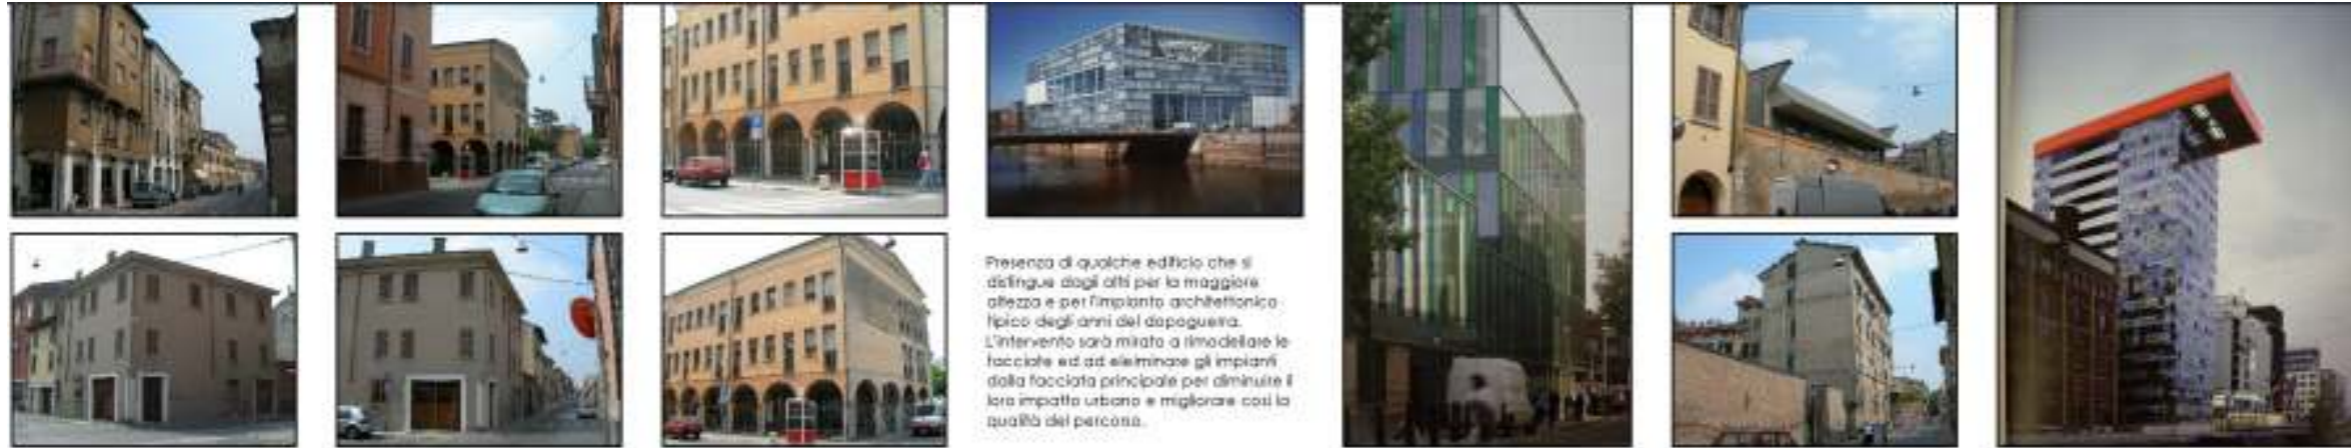 Presenza di qualche edificio che si
distingue dagli altri per la maggiore
altezza e per l'impianto architettonico
tipico degli anni del dopoguerra.
L'intervento sarà mirato a rimodellare le
facciate ed ad eleiminare gli impianti
dalla facciata principale per diminuire il
loro impatto urbano e migliorare così la
qualità del percorso.